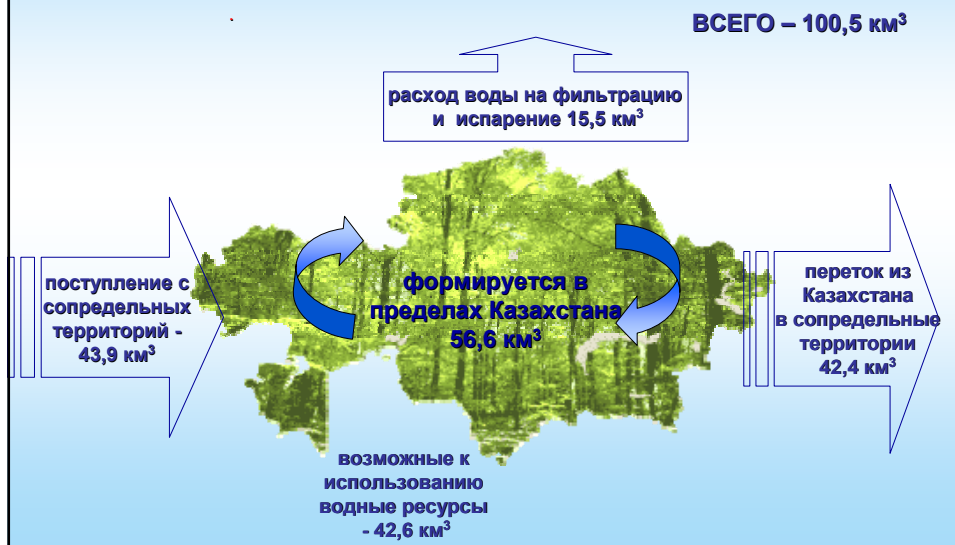 ВСЕГО – 100,5 км³
расход воды на фильтрацию
и испарение 15,5 км³
поступление с
сопредельных
территорий -
43,9 км³
формируется в
пределах Казахстана
56,6 км³
переток из
Казахстана
в сопредельные
территории
42,4 км³
возможные к
использованию
водные ресурсы
- 42,6 км³